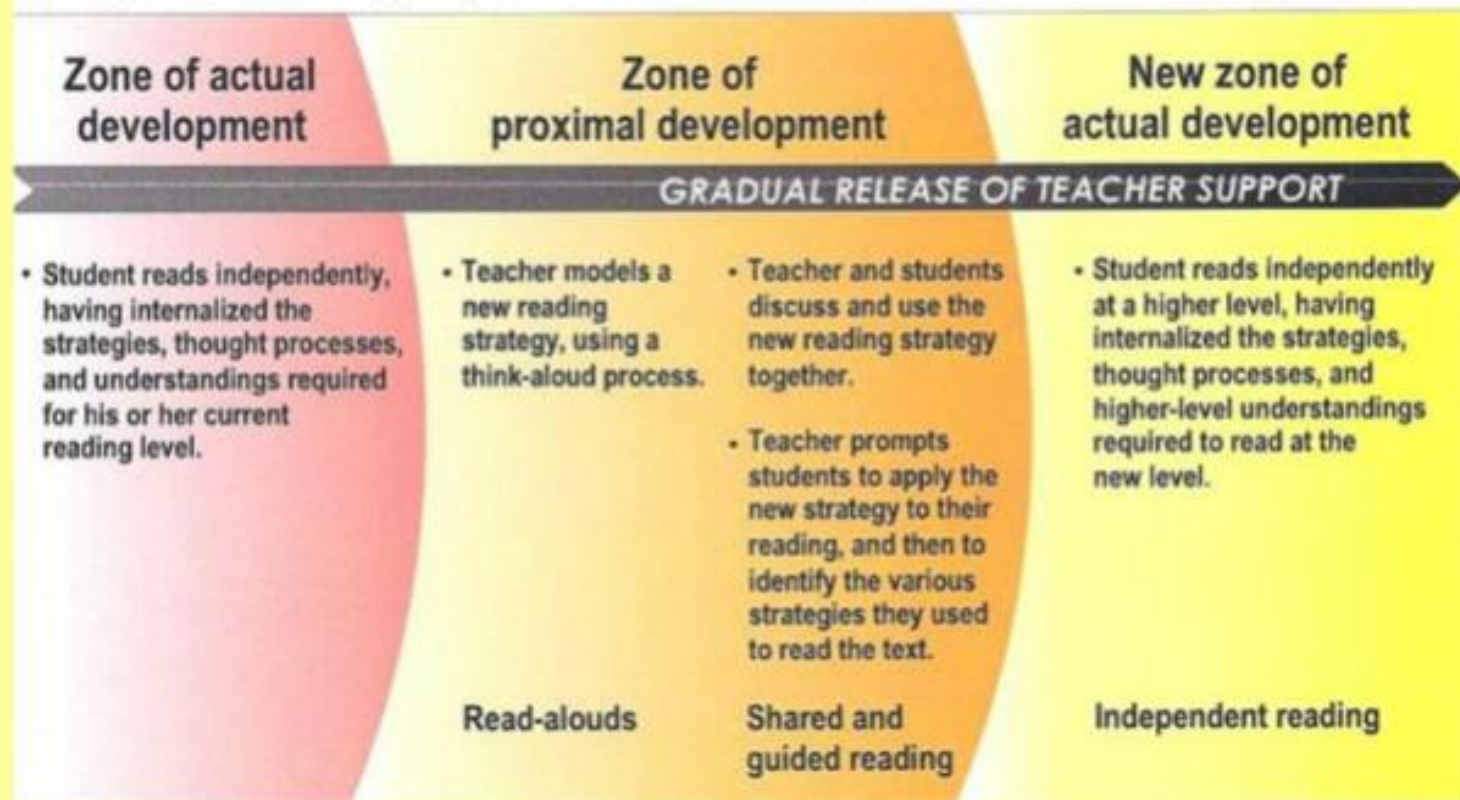 Zone of actual
development
Zone of
proximal development
New zone of
actual development
GRADUAL RELEASE OF TEACHER SUPPORT
• Student reads independently,
having internalized the
strategies, thought processes,
and understandings required
for his or her current
reading level.
• Teacher models a
new reading
strategy, using a
think-aloud process.
Read-alouds
• Teacher and students
discuss and use the
new reading strategy
together.
• Teacher prompts
students to apply the
new strategy to their
reading, and then to
identify the various
strategies they used
to read the text.
Shared and
guided reading
• Student reads independently
at a higher level, having
internalized the strategies,
thought processes, and
higher-level understandings
required to read at the
new level.
Independent reading